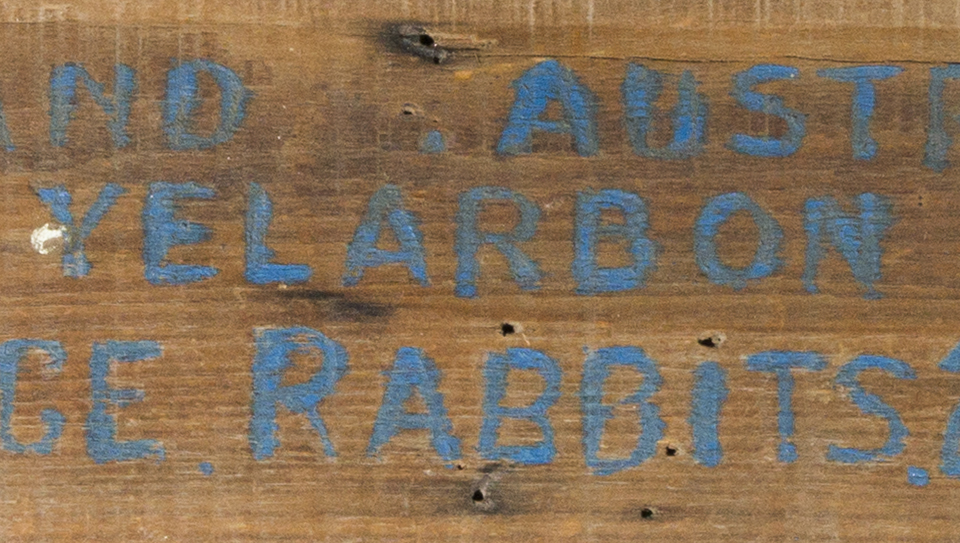 AND . AUST
YELARBON
CE. RABBITS.